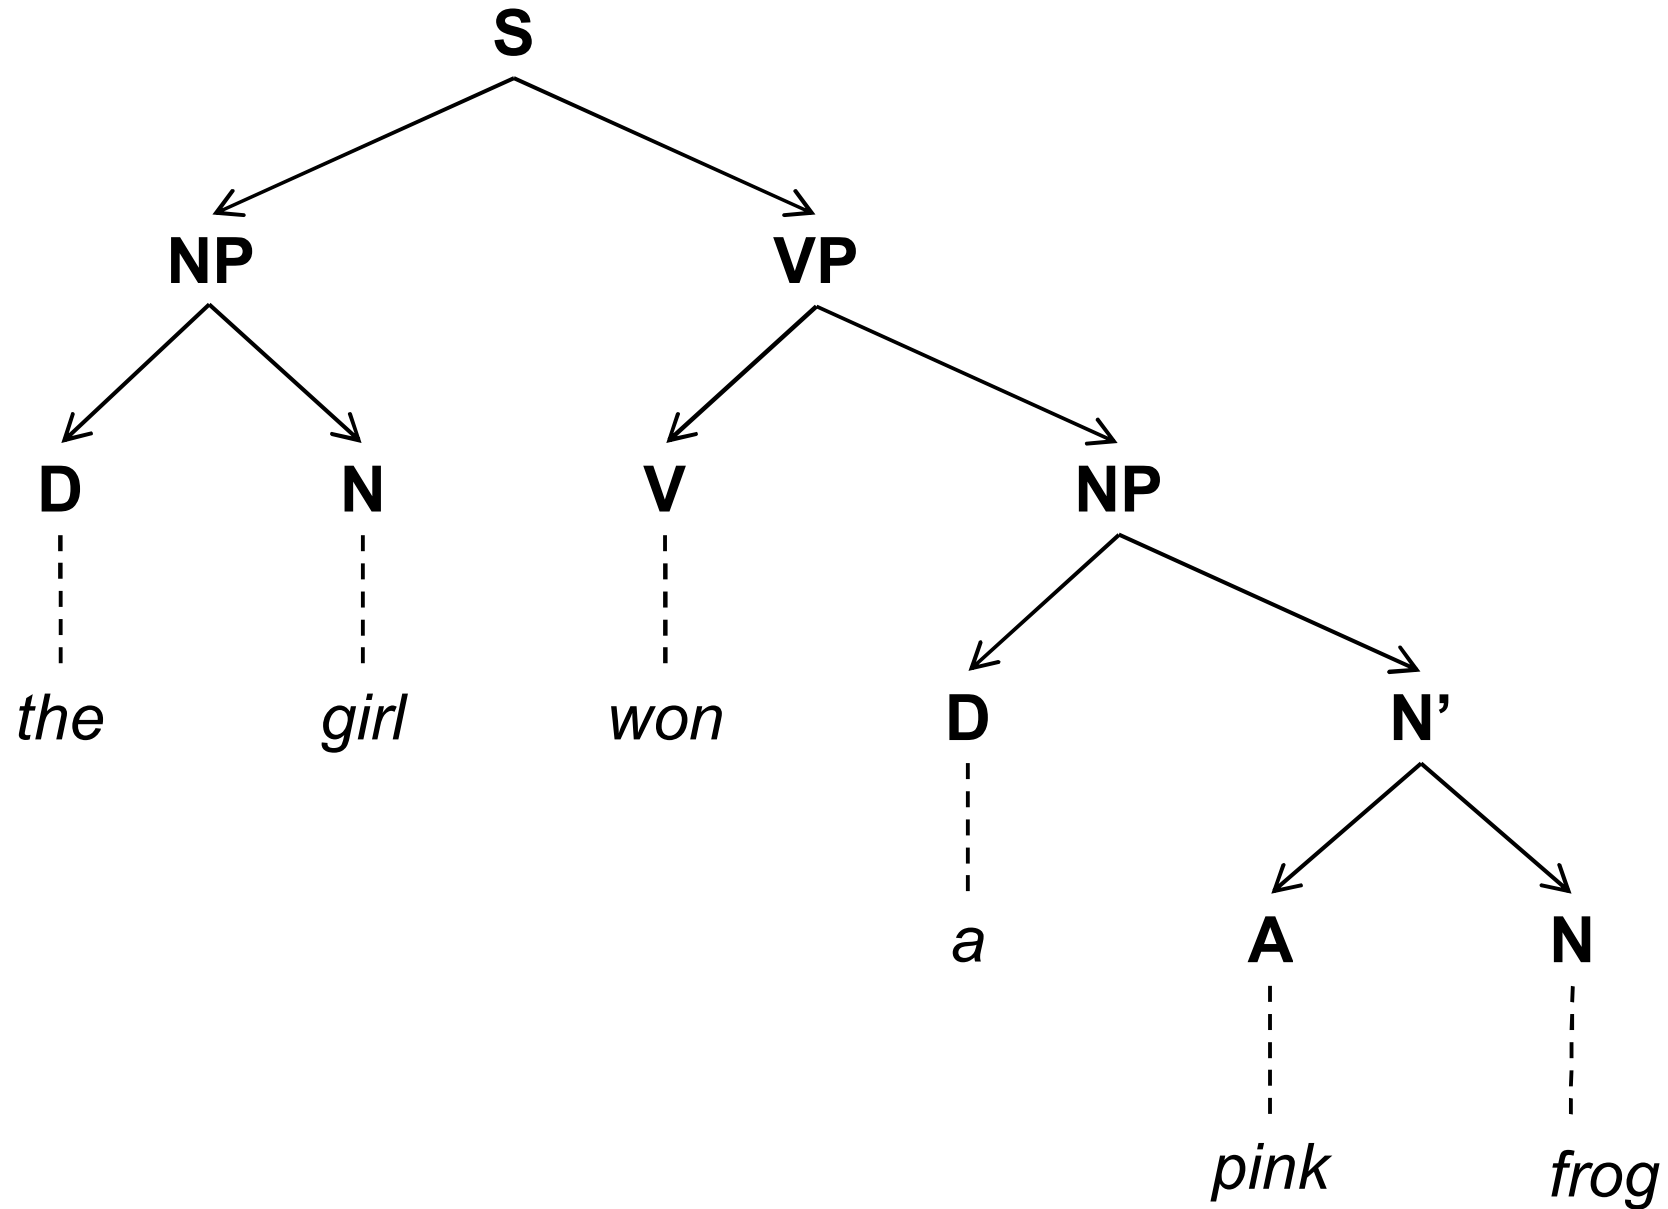 S
NP VP
D N V NP
the girl won D N’
a A N
pink frog